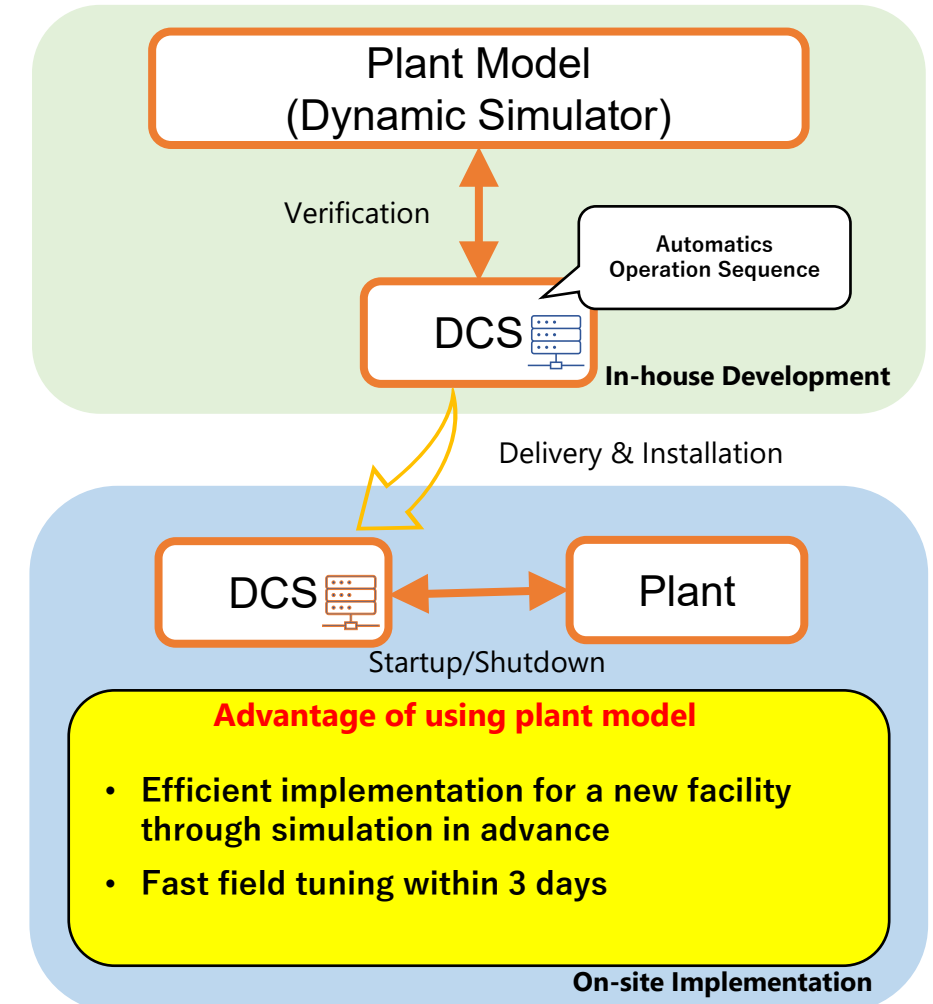 Plant Model
(Dynamic Simulator)
Verification
Automatics
Operation Sequence
DCS
In-house Development
Delivery & Installation
DCS
Plant
Startup/Shutdown
Advantage of using plant model
• Efficient implementation for a new facility
through simulation in advance
• Fast field tuning within 3 days
On-site Implementation